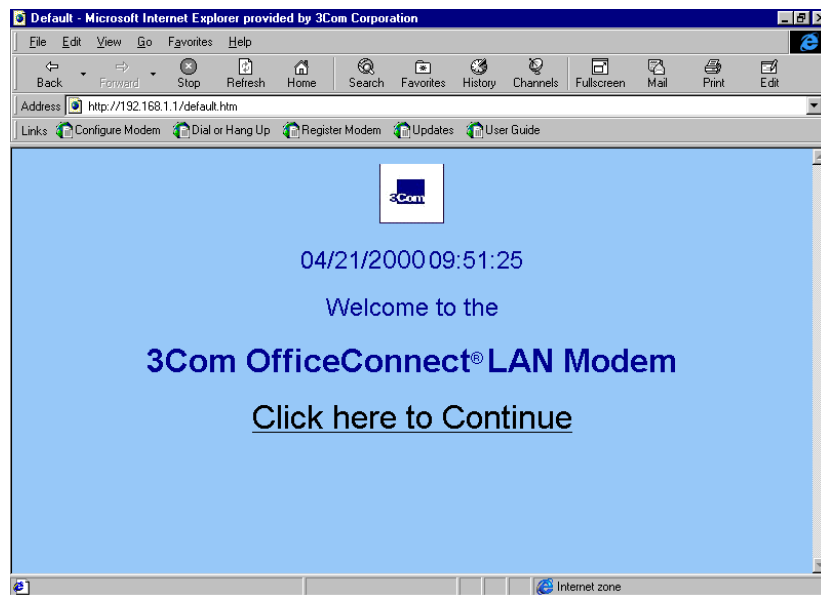 Default - Microsoft Internet Explorer provided by 3Com Corporation
File Edit View Go Favorites Help
Back Forward Stop Refresh Home Search Favorites History Channels Fullscreen Mail Print Edit
Address http://192.168.1.1/default.htm
Links Configure Modem Dial or Hang Up Register Modem Updates User Guide
3Com
04/21/2000 09:51:25
Welcome to the
3Com OfficeConnect® LAN Modem
Click here to Continue
Internet zone